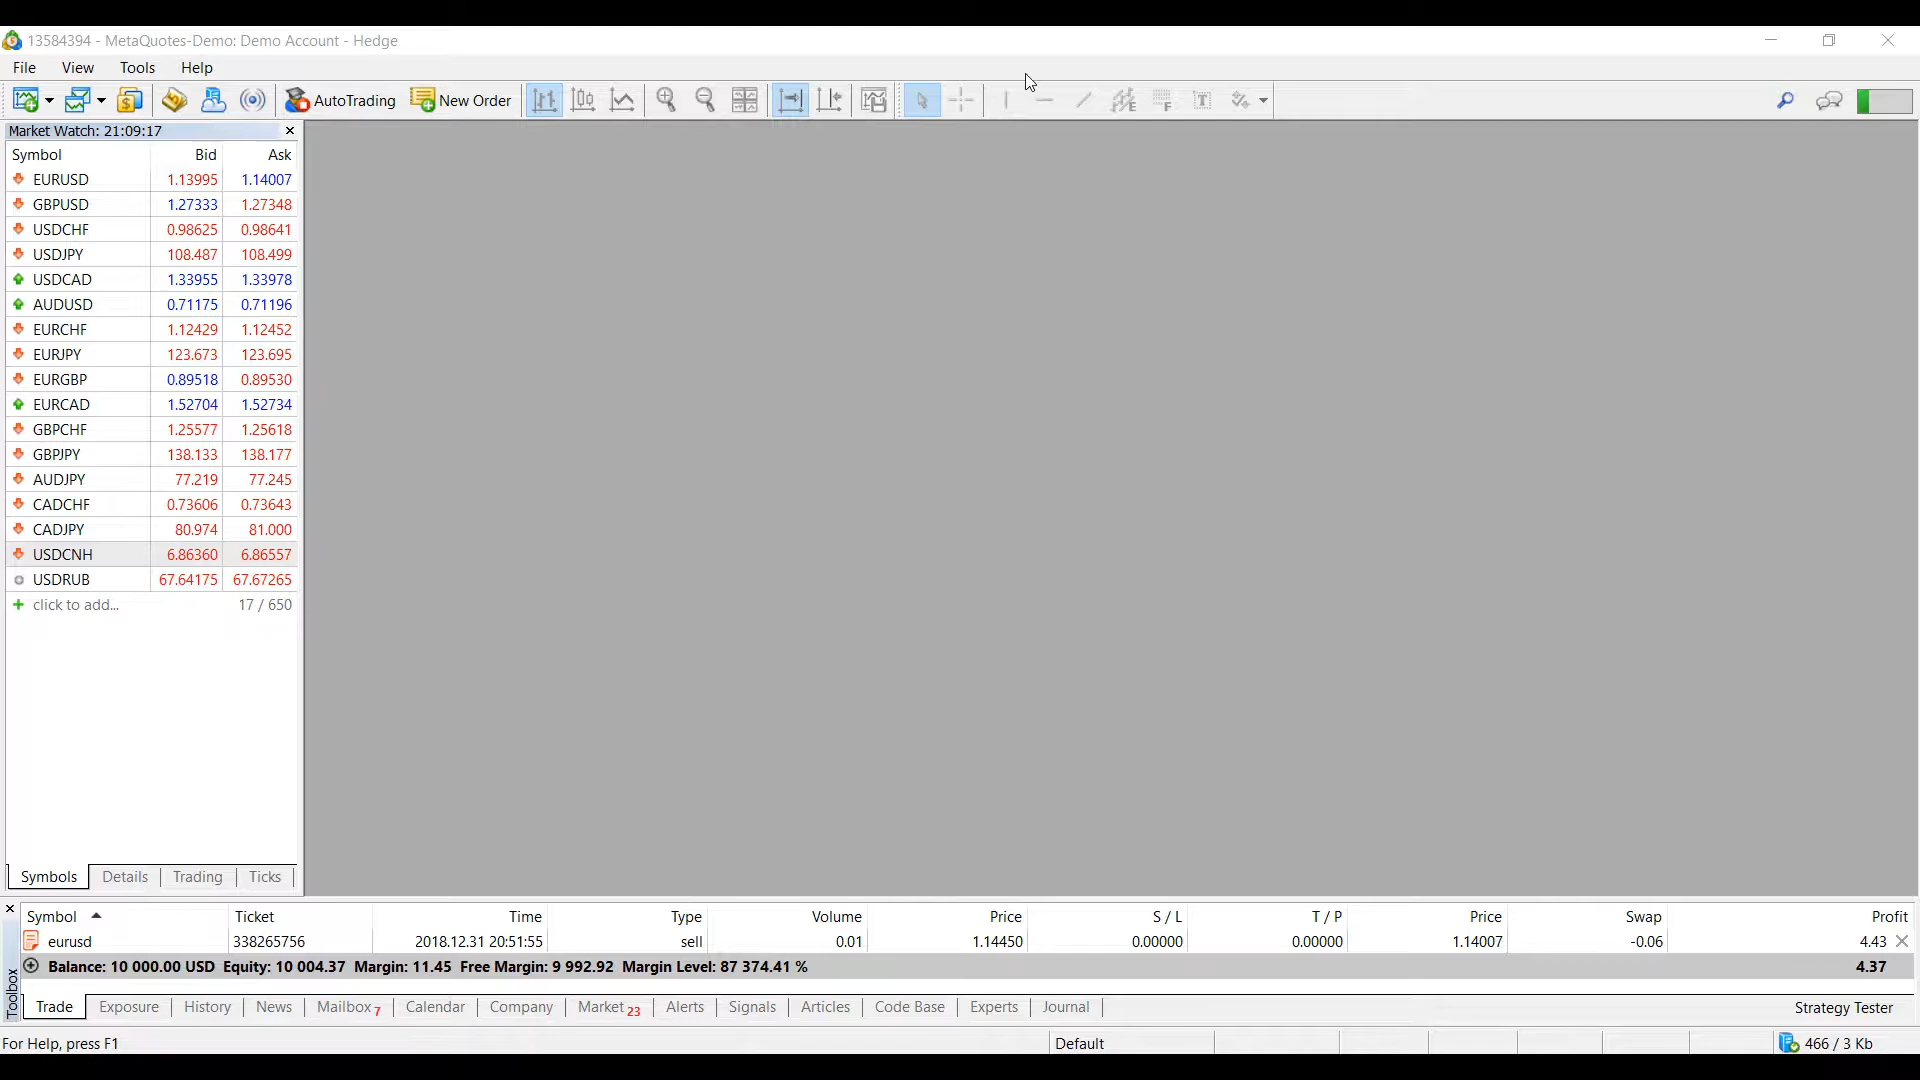 13584394 - MetaQuotes-Demo: Demo Account - Hedge
File View Tools Help
AutoTrading New Order
Market Watch: 21:09:17
Symbol Bid Ask
EURUSD 1.13995 1.14007
GBPUSD 1.27333 1.27348
USDCHF 0.98625 0.98641
USDJPY 108.487 108.499
USDCAD 1.33955 1.33978
AUDUSD 0.71175 0.71196
EURCHF 1.12429 1.12452
EURJPY 123.673 123.695
EURGBP 0.89518 0.89530
EURCAD 1.52704 1.52734
GBPCHF 1.25577 1.25618
GBPJPY 138.133 138.177
AUDJPY 77.219 77.245
CADCHF 0.73606 0.73643
CADJPY 80.974 81.000
USDCNH 6.86360 6.86557
USDRUB 67.64175 67.67265
click to add... 17 / 650
Symbols Details Trading Ticks
Symbol Ticket Time Type Volume Price S / L T / P Price Swap Profit
eurusd 338265756 2018.12.31 20:51:55 sell 0.01 1.14450 0.00000 0.00000 1.14007 -0.06 4.43
Balance: 10 000.00 USD Equity: 10 004.37 Margin: 11.45 Free Margin: 9 992.92 Margin Level: 87 374.41 % 4.37
Toolbox
Trade Exposure History News Mailbox 7 Calendar Company Market 23 Alerts Signals Articles Code Base Experts Journal Strategy Tester
For Help, press F1 Default 466 / 3 Kb